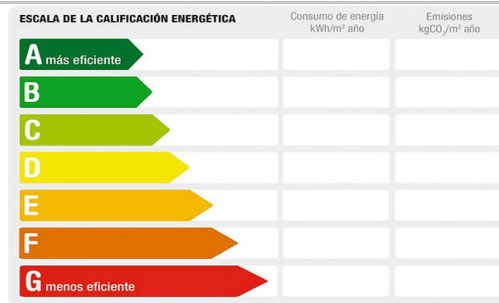 ESCALA DE LA CALIFICACIÓN ENERGÉTICA
Consumo de energía
kWh/m² año
Emisiones
kgCO₂/m² año
A más eficiente
B
C
D
E
F
G menos eficiente